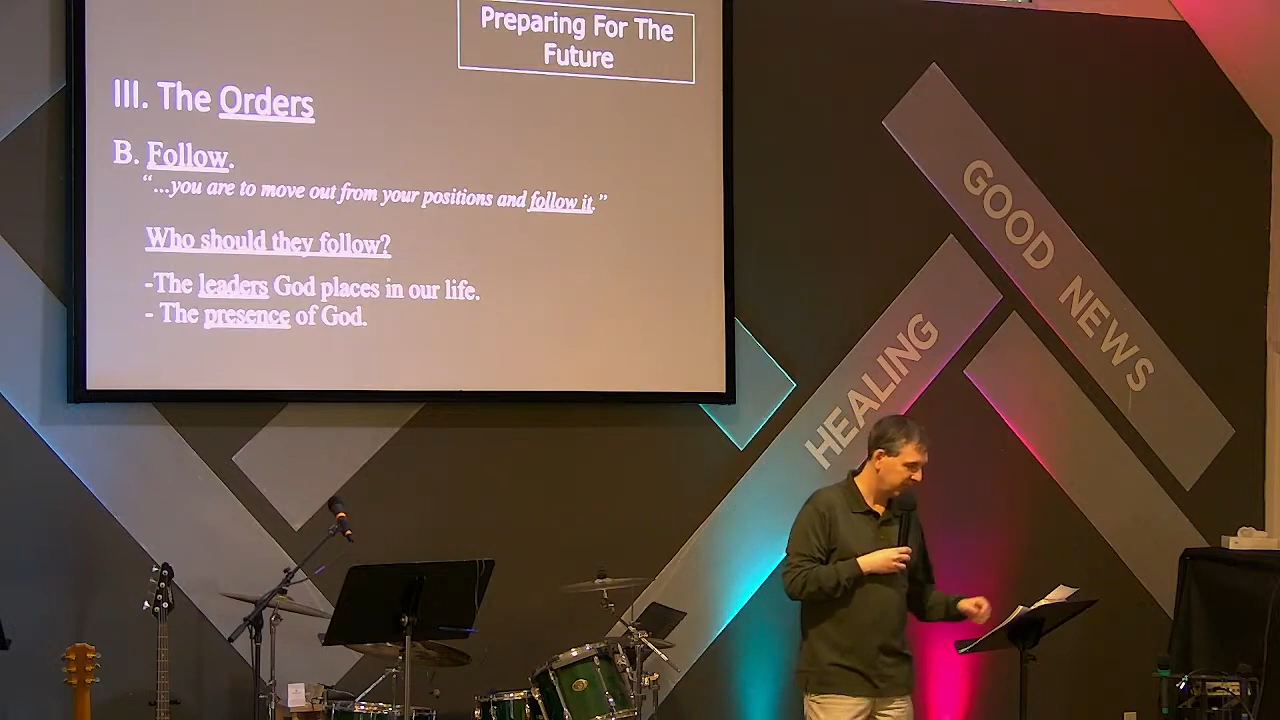 Preparing For The
Future
III. The Orders
B. Follow.
“...you are to move out from your positions and follow it.”
Who should they follow?
-The leaders God places in our life.
- The presence of God.
GOOD NEWS
HEALING